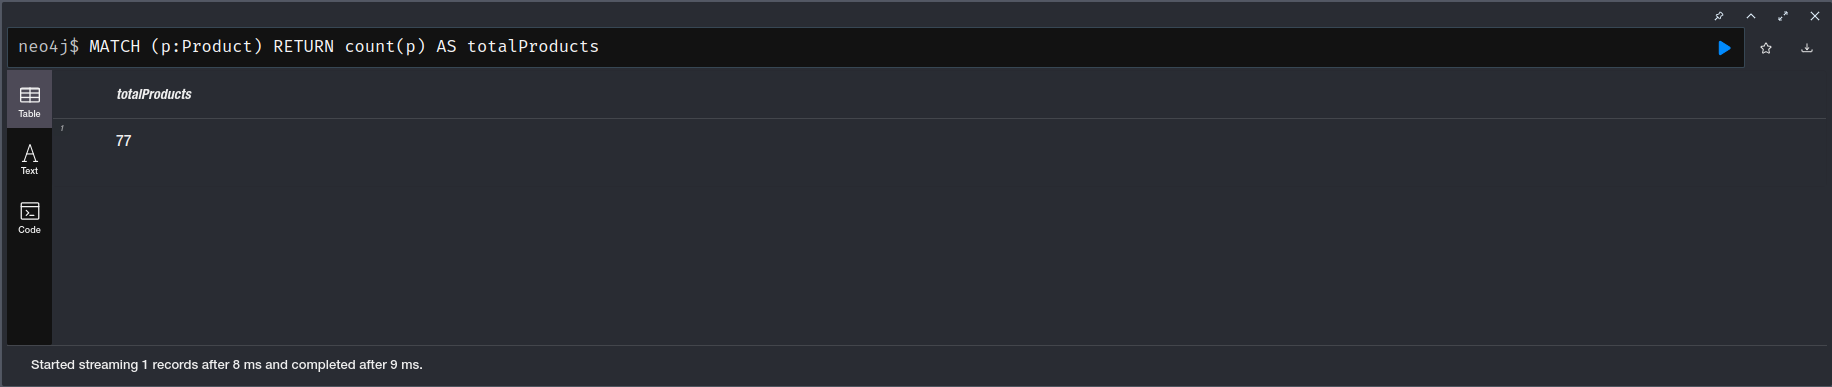 neo4j$ MATCH (p:Product) RETURN count(p) AS totalProducts
Table
totalProducts
1
77
Text
Code
Started streaming 1 records after 8 ms and completed after 9 ms.